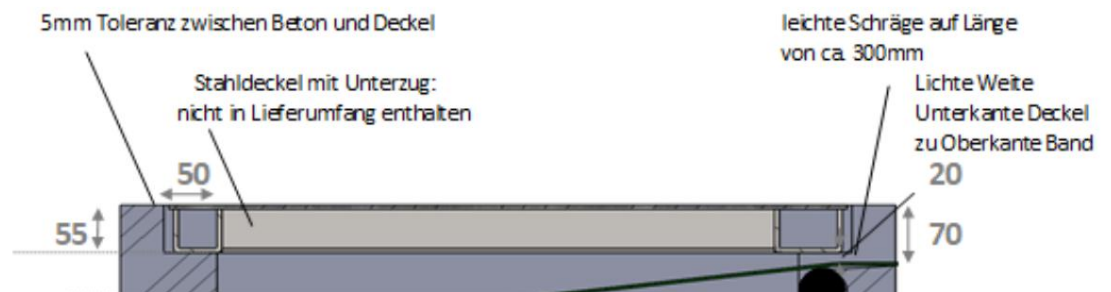 5mm Toleranz zwischen Beton und Deckel
leichte Schräge auf Länge
von ca. 300mm
Stahldeckel mit Unterzug:
nicht in Lieferumfang enthalten
Lichte Weite
Unterkante Deckel
zu Oberkante Band
50
20
55
70